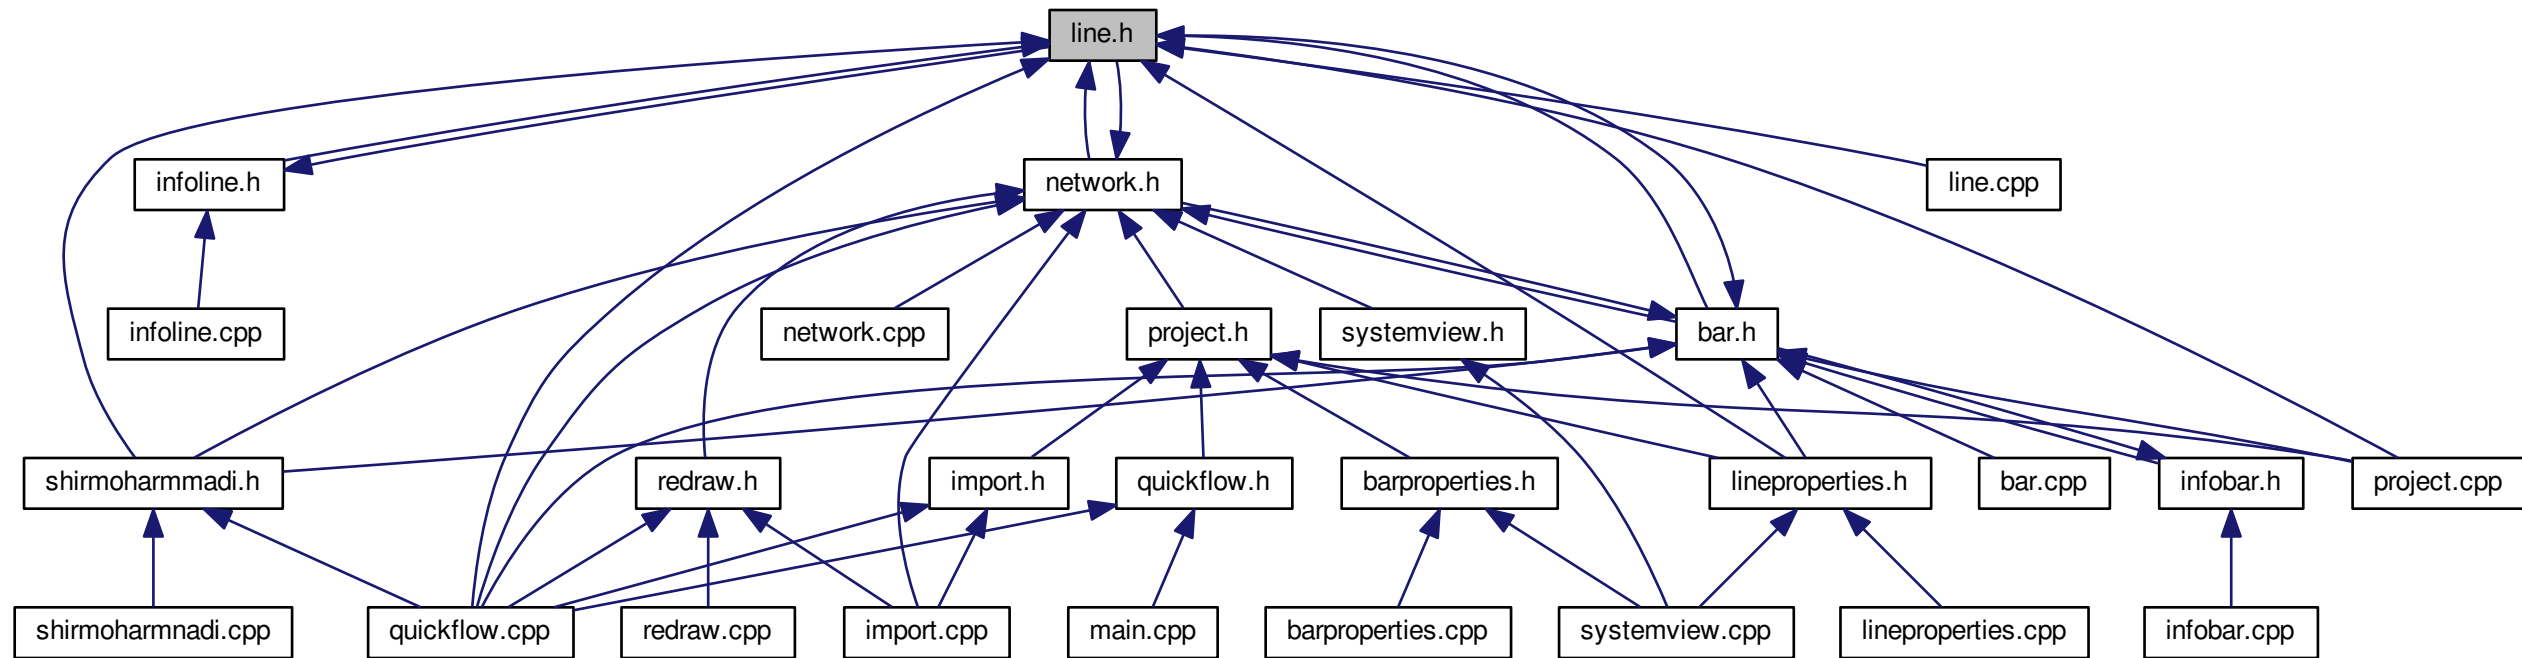 line.h
infoline.h
network.h
line.cpp
infoline.cpp
network.cpp
project.h
systemview.h
bar.h
shirmoharmmadi.h
redraw.h
import.h
quickflow.h
barproperties.h
lineproperties.h
bar.cpp
infobar.h
project.cpp
shirmoharmnadi.cpp
quickflow.cpp
redraw.cpp
import.cpp
main.cpp
barproperties.cpp
systemview.cpp
lineproperties.cpp
infobar.cpp